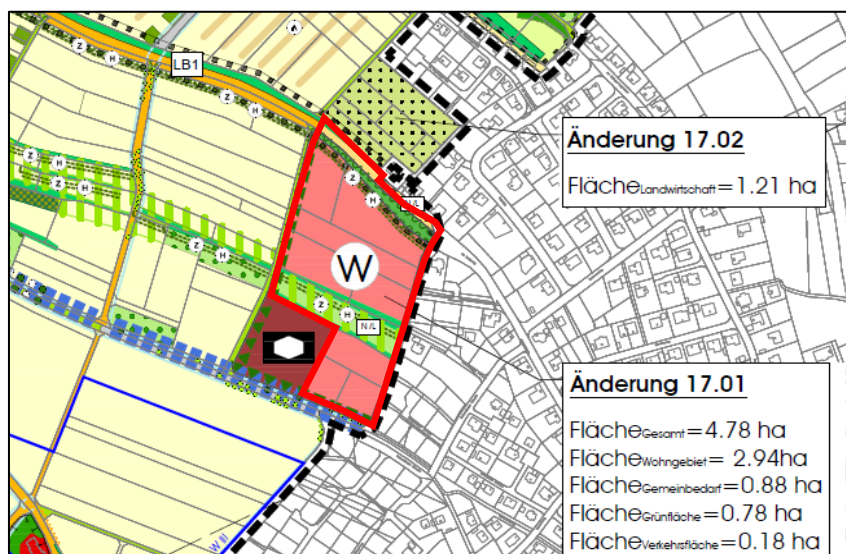 LB1
Z H
Z H
Z H
Änderung 17.02
FlächeLandwirtschaft=1.21 ha
Z H
Z H
Z
H
N/L
W
Z H
Z H
N/L
Änderung 17.01
FlächeGesamt=4.78 ha
FlächeWohngebiet= 2.94ha
FlächeGemeinbedarf=0.88 ha
FlächeGrünfläche=0.78 ha
FlächeVerkehrsfläche=0.18 ha
W III